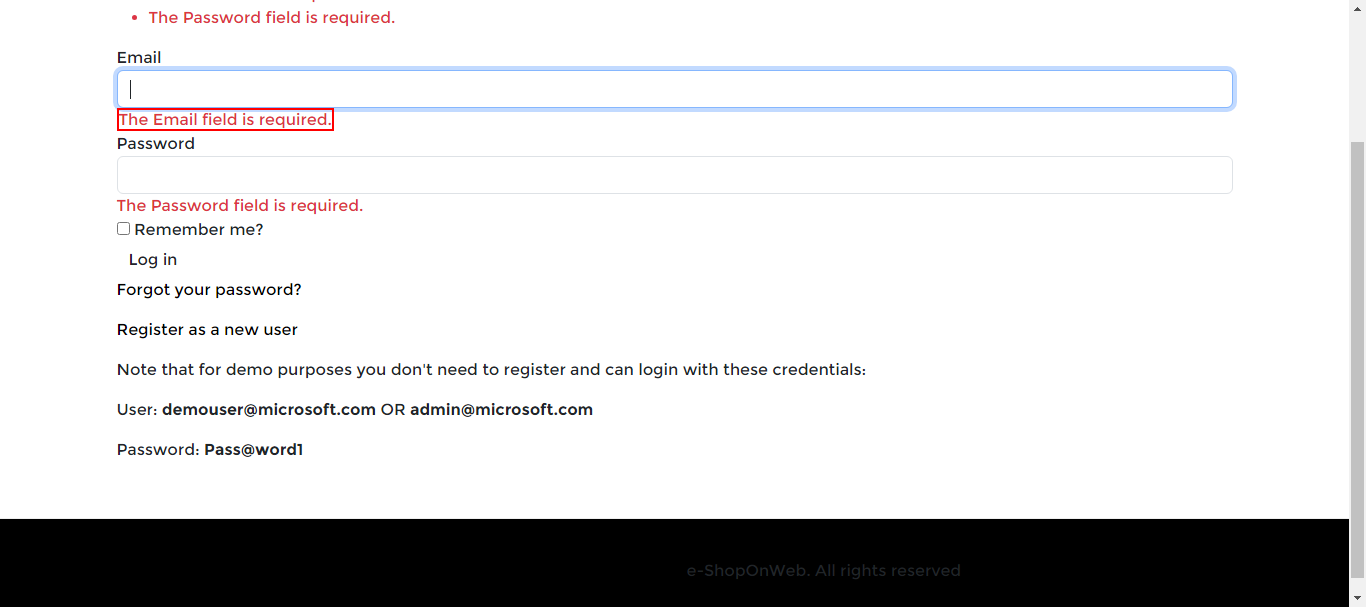 The Password field is required.
Email
The Email field is required.
Password
The Password field is required.
Remember me?
Log in
Forgot your password?
Register as a new user
Note that for demo purposes you don't need to register and can login with these credentials:
User: demouser@microsoft.com OR admin@microsoft.com
Password: Pass@word1
e-ShopOnWeb. All rights reserved